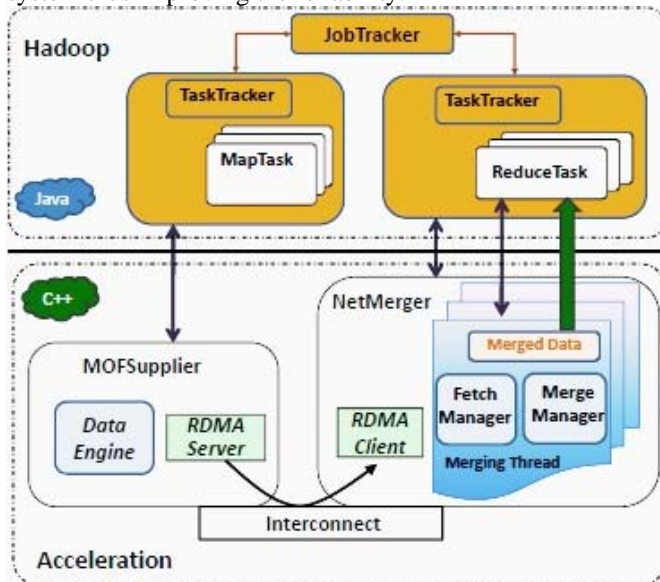 Hadoop
JobTracker
TaskTracker
MapTask
TaskTracker
ReduceTask
Java
C++
MOFSupplier
Data
Engine
RDMA
Server
NetMerger
RDMA
Client
Merged Data
Fetch
Manager
Merge
Manager
Merging Thread
Interconnect
Acceleration